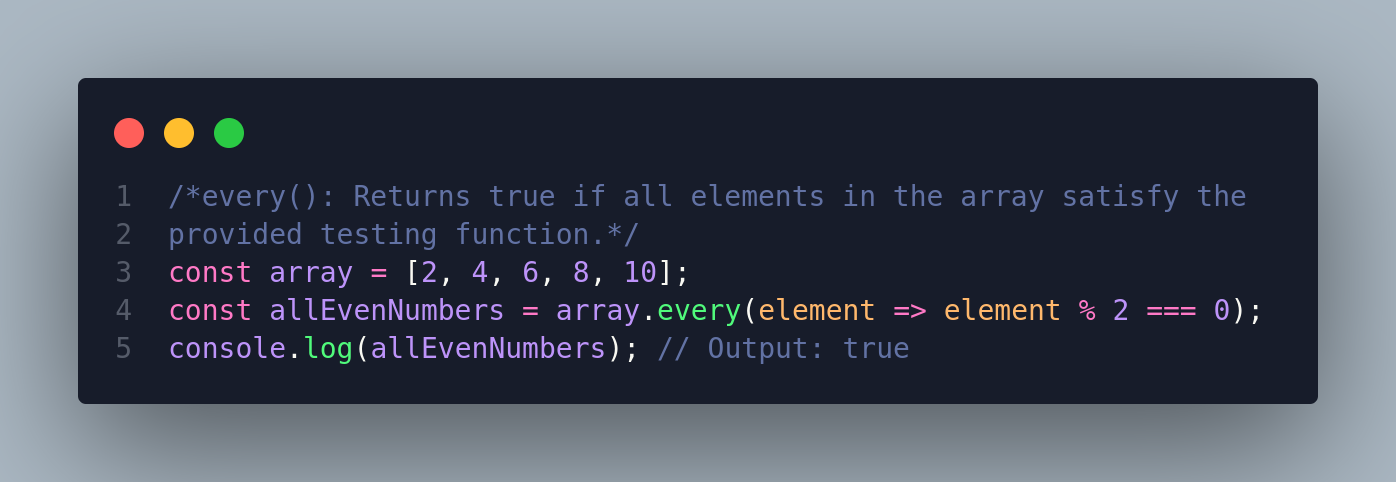 1 /*every(): Returns true if all elements in the array satisfy the
2 provided testing function.*/
3 const array = [2, 4, 6, 8, 10];
4 const allEvenNumbers = array.every(element => element % 2 === 0);
5 console.log(allEvenNumbers); // Output: true